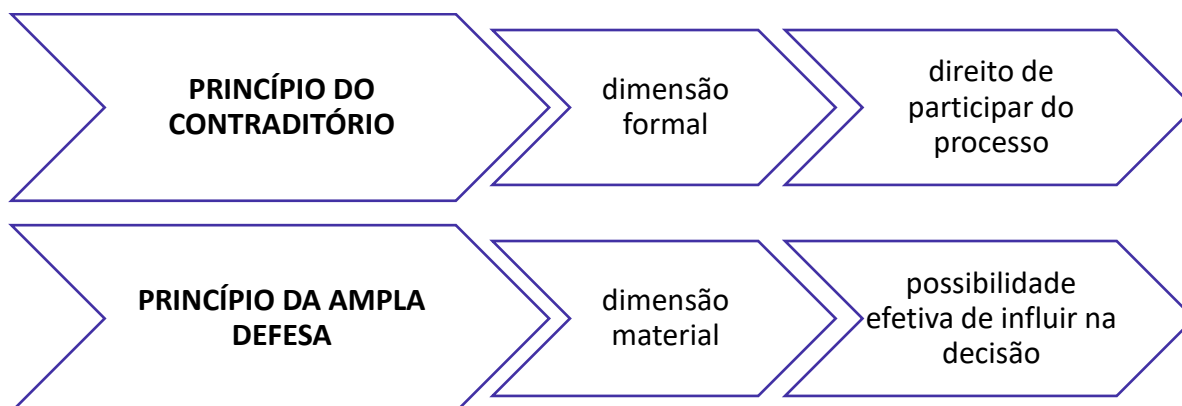 PRINCÍPIO DO
CONTRADITÓRIO
dimensão
formal
direito de
participar do
processo
PRINCÍPIO DA AMPLA
DEFESA
dimensão
material
possibilidade
efetiva de influir na
decisão